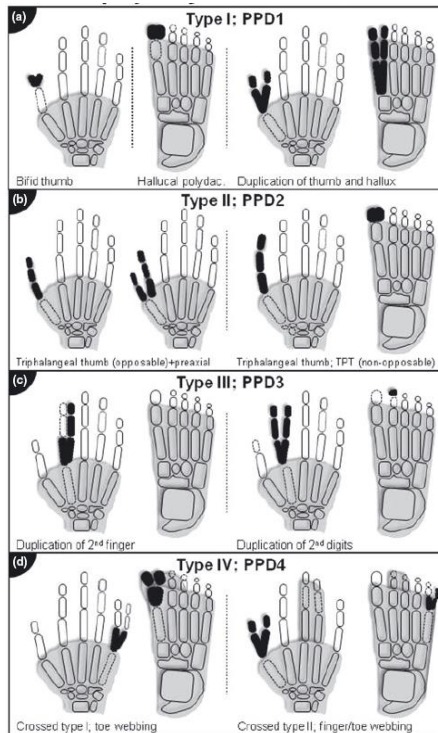 (a) Type I: PPD1
Bifid thumb Hallucal polydac. Duplication of thumb and hallux
(b) Type II: PPD2
Triphalangeal thumb (opposable)+preaxial Triphalangeal thumb; TPT (non-opposable)
(c) Type III: PPD3
Duplication of 2nd finger Duplication of 2nd digits
(d) Type IV: PPD4
Crossed type I; toe webbing Crossed type II; finger/toe webbing